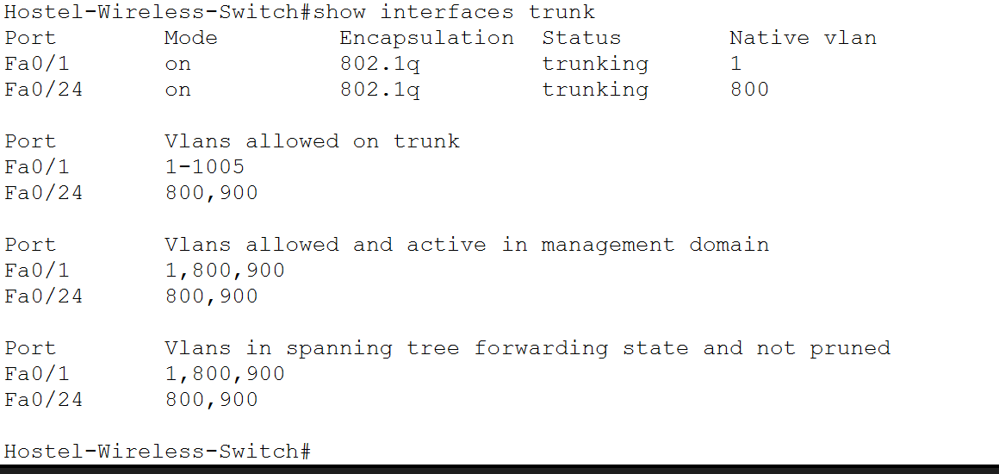 Hostel-Wireless-Switch#show interfaces trunk
Port        Mode         Encapsulation  Status        Native vlan
Fa0/1       on           802.1q         trunking      1
Fa0/24      on           802.1q         trunking      800
Port        Vlans allowed on trunk
Fa0/1       1-1005
Fa0/24      800,900
Port        Vlans allowed and active in management domain
Fa0/1       1,800,900
Fa0/24      800,900
Port        Vlans in spanning tree forwarding state and not pruned
Fa0/1       1,800,900
Fa0/24      800,900
Hostel-Wireless-Switch#